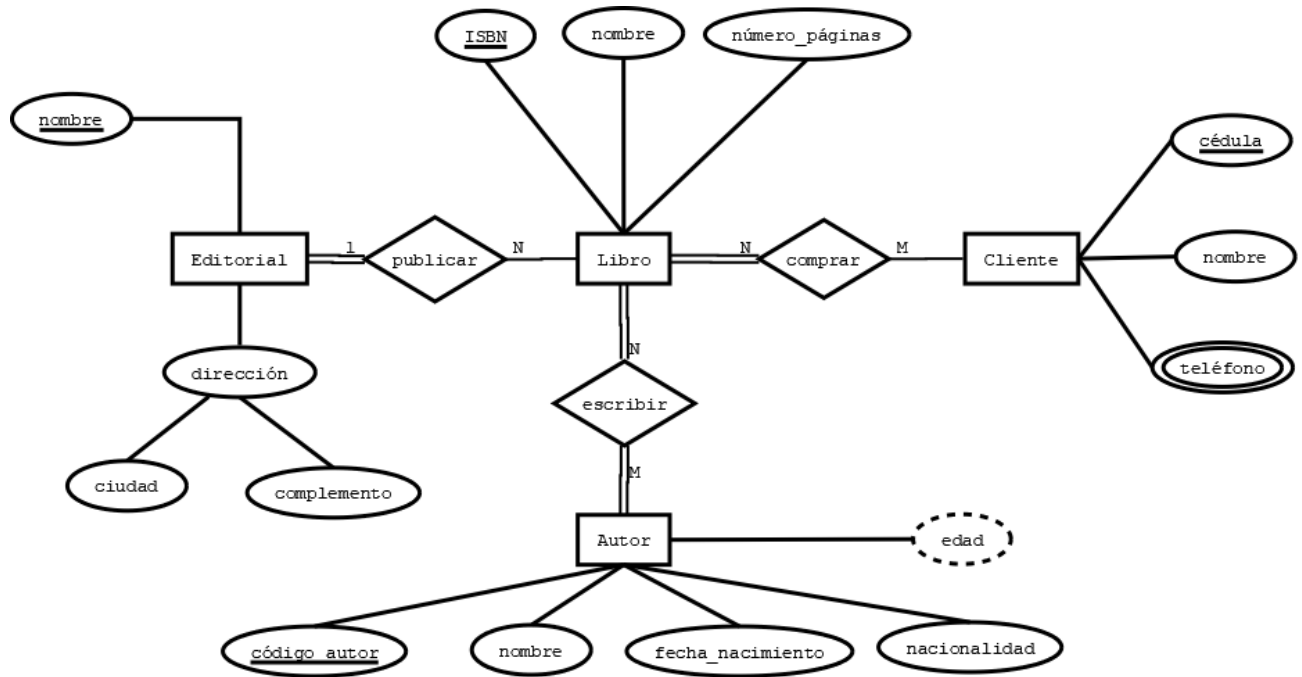 ISBN
nombre
número_páginas
nombre
cédula
Editorial
1
publicar
N
Libro
N
comprar
M
Cliente
nombre
dirección
N
teléfono
escribir
ciudad
complemento
M
Autor
edad
código_autor
nombre
fecha_nacimiento
nacionalidad